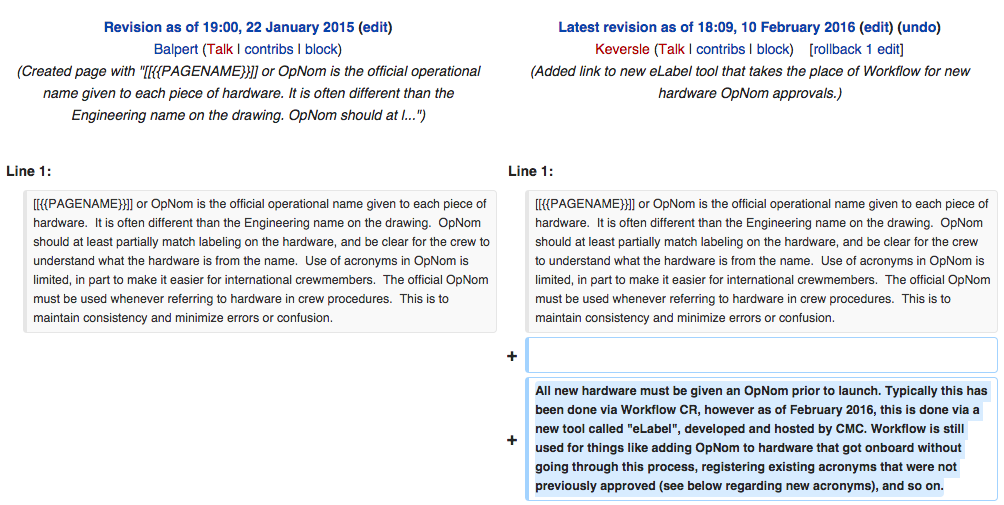 Revision as of 19:00, 22 January 2015 (edit)
Balpert (Talk | contribs | block)
(Created page with "[[{{PAGENAME}}]] or OpNom is the official operational
name given to each piece of hardware. It is often different than the
Engineering name on the drawing. OpNom should at l...")
Line 1:
[[{{PAGENAME}}]] or OpNom is the official operational name given to each piece of
hardware.  It is often different than the Engineering name on the drawing.  OpNom
should at least partially match labeling on the hardware, and be clear for the crew to
understand what the hardware is from the name.  Use of acronyms in OpNom is
limited, in part to make it easier for international crewmembers.  The official OpNom
must be used whenever referring to hardware in crew procedures.  This is to
maintain consistency and minimize errors or confusion.
Latest revision as of 18:09, 10 February 2016 (edit) (undo)
Keversle (Talk | contribs | block)   [rollback 1 edit]
(Added link to new eLabel tool that takes the place of Workflow for new
hardware OpNom approvals.)
Line 1:
[[{{PAGENAME}}]] or OpNom is the official operational name given to each piece of
hardware.  It is often different than the Engineering name on the drawing.  OpNom
should at least partially match labeling on the hardware, and be clear for the crew
to understand what the hardware is from the name.  Use of acronyms in OpNom is
limited, in part to make it easier for international crewmembers.  The official OpNom
must be used whenever referring to hardware in crew procedures.  This is to
maintain consistency and minimize errors or confusion.
+
+
All new hardware must be given an OpNom prior to launch. Typically this has
been done via Workflow CR, however as of February 2016, this is done via a
new tool called "eLabel", developed and hosted by CMC. Workflow is still
used for things like adding OpNom to hardware that got onboard without
going through this process, registering existing acronyms that were not
previously approved (see below regarding new acronyms), and so on.